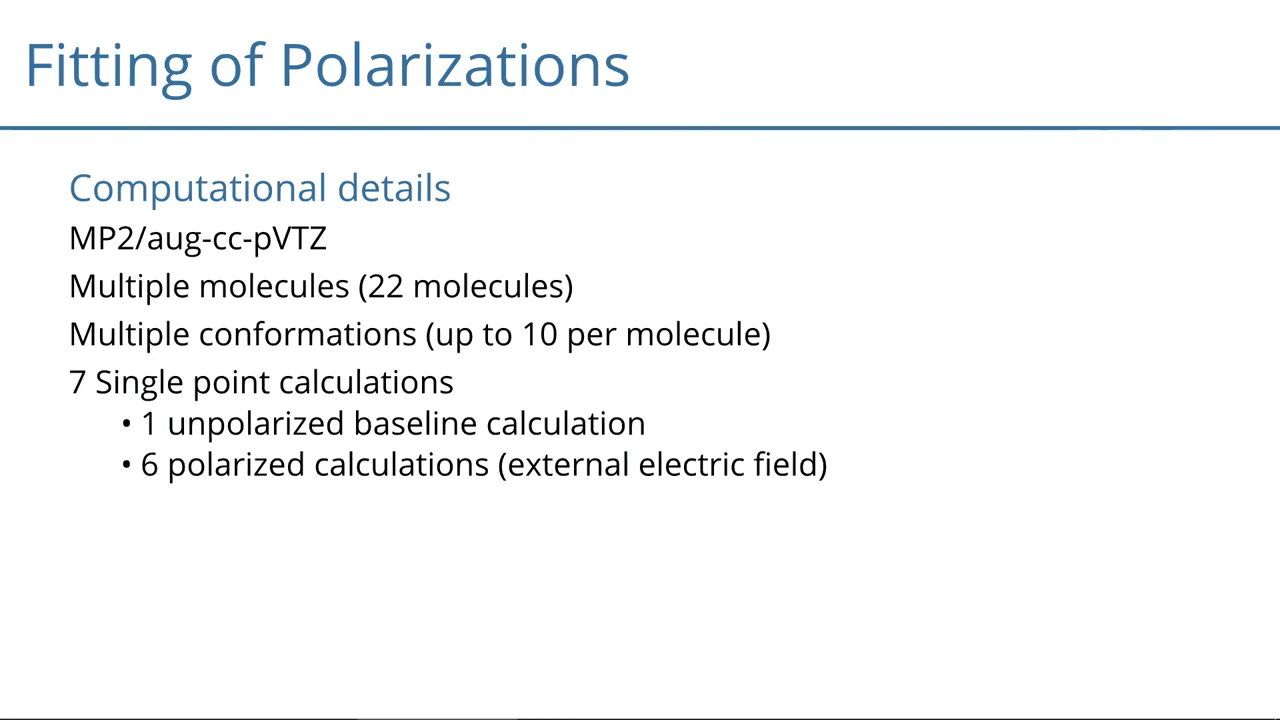 Fitting of Polarizations
Computational details
MP2/aug-cc-pVTZ
Multiple molecules (22 molecules)
Multiple conformations (up to 10 per molecule)
7 Single point calculations
• 1 unpolarized baseline calculation
• 6 polarized calculations (external electric field)